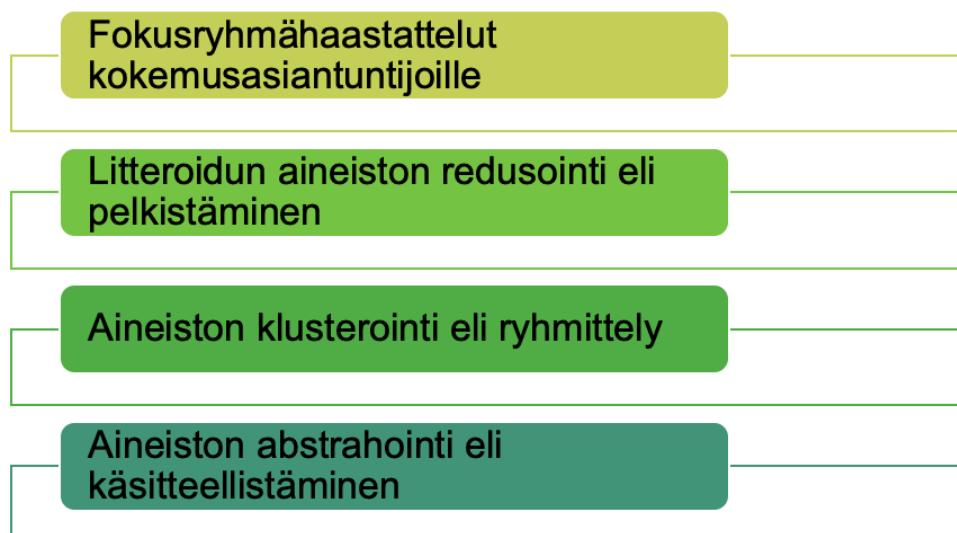 Fokusryhmähaastattelut
kokemusasiantuntijoille
Litteroidun aineiston redusointi eli
pelkistäminen
Aineiston klusterointi eli ryhmittely
Aineiston abstrahointi eli
käsitteellistäminen